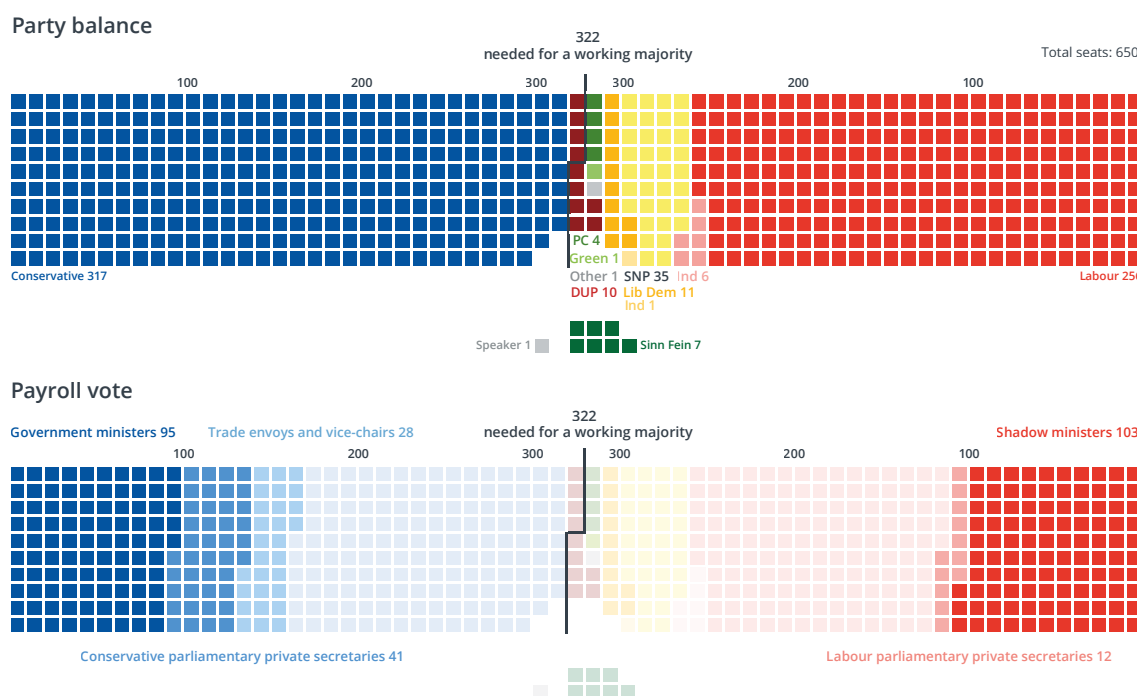 Party balance
322
needed for a working majority
Total seats: 650
100 200 300 300 200 100
PC 4
Green 1
Conservative 317
Other 1 SNP 35 Ind 6
Labour 256
DUP 10 Lib Dem 11
Ind 1
Speaker 1
Sinn Fein 7
Payroll vote
322
Government ministers 95 Trade envoys and vice-chairs 28 needed for a working majority Shadow ministers 103
100 200 300 300 200 100
Conservative parliamentary private secretaries 41
Labour parliamentary private secretaries 12